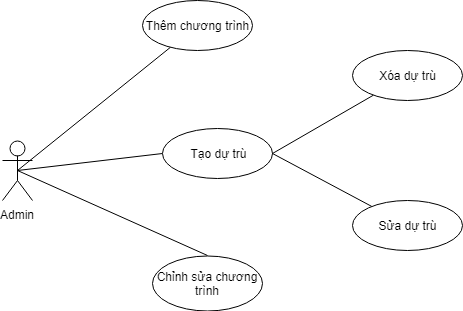 Thêm chương trình
Xóa dự trù
Tạo dự trù
Admin
Sửa dự trù
Chỉnh sửa chương
trình